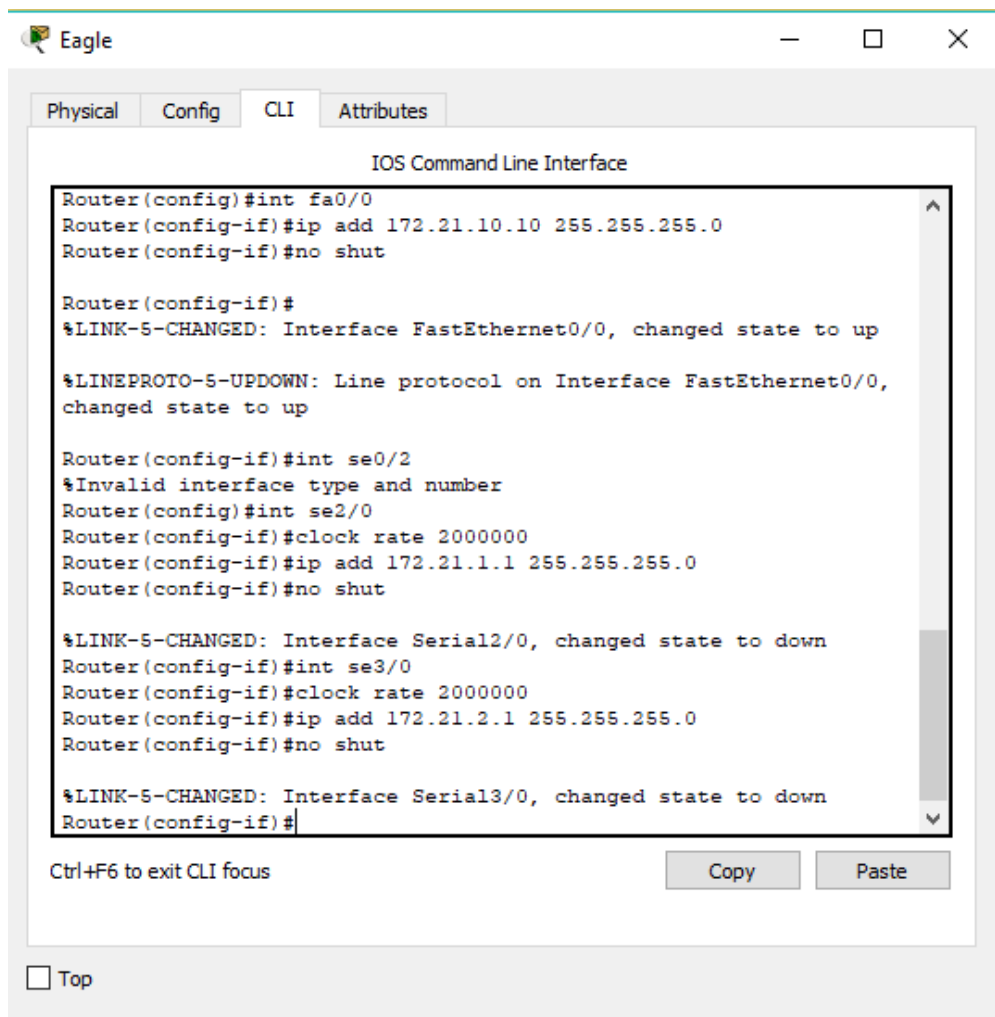 Eagle
Physical Config CLI Attributes
IOS Command Line Interface
Router(config)#int fa0/0
Router(config-if)#ip add 172.21.10.10 255.255.255.0
Router(config-if)#no shut
Router(config-if)#
%LINK-5-CHANGED: Interface FastEthernet0/0, changed state to up
%LINEPROTO-5-UPDOWN: Line protocol on Interface FastEthernet0/0,
changed state to up
Router(config-if)#int se0/2
%Invalid interface type and number
Router(config)#int se2/0
Router(config-if)#clock rate 2000000
Router(config-if)#ip add 172.21.1.1 255.255.255.0
Router(config-if)#no shut
%LINK-5-CHANGED: Interface Serial2/0, changed state to down
Router(config-if)#int se3/0
Router(config-if)#clock rate 2000000
Router(config-if)#ip add 172.21.2.1 255.255.255.0
Router(config-if)#no shut
%LINK-5-CHANGED: Interface Serial3/0, changed state to down
Router(config-if)#
Ctrl+F6 to exit CLI focus Copy Paste
Top